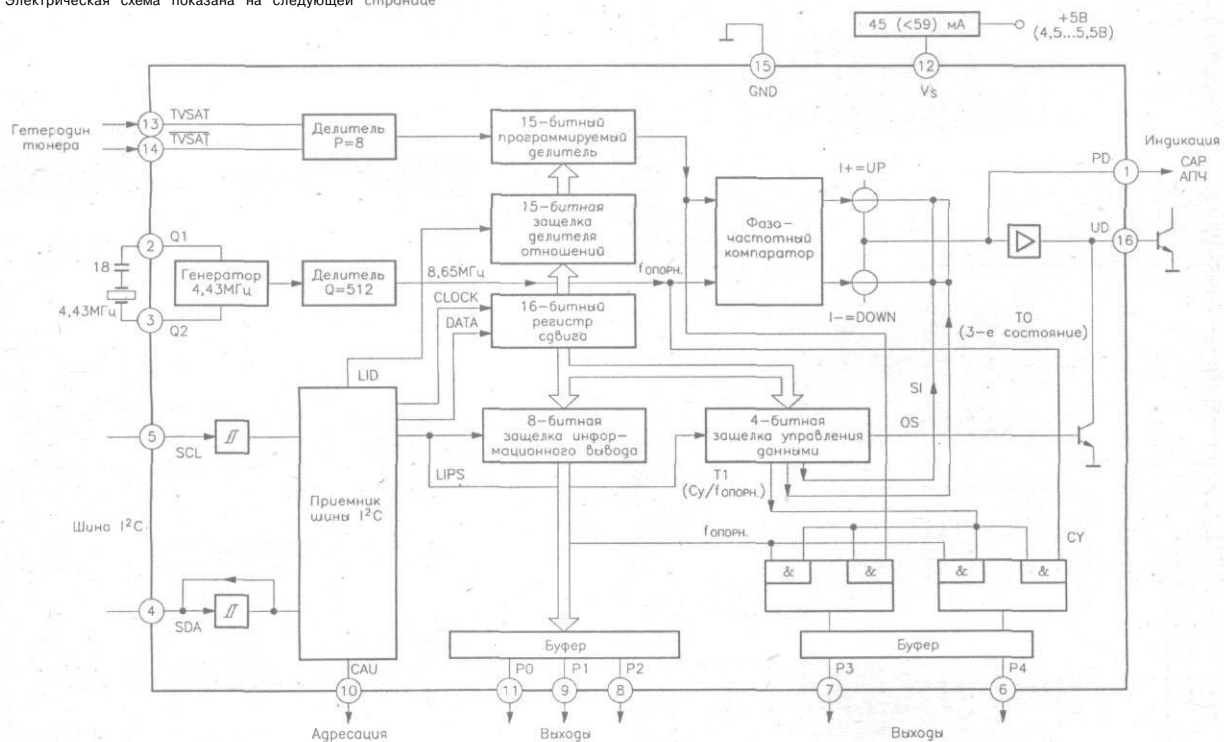 Электрическая схема показана на следующей странице
45 (<59) мА
+5В
(4,5...5,5В)
15
GND
12
Vs
Гетеродин
тюнера
13
TVSAT
14
TVSAT
Делитель
P=8
15-битный
программируемый
делитель
Индикация
PD
1
САР
АПЧ
I+=UP
15-битная
защелка
делителя
отношений
Фазо-
частотный
компаратор
UD
16
2
Q1
18
4,43МГц
3
Q2
Генератор
4,43МГц
Делитель
Q=512
8,65МГц
fОПОРН.
I-=DOWN
TO
(3-е состояние)
CLOCK
DATA
16-битный
регистр
сдвига
LID
SI
5
SCL
8-битная
защелка инфор-
мационного вывода
4-битная
защелка управления
данными
OS
LIPS
T1
(Cy/fОПОРН.)
Приемник
шины I²C
Шина I²C
fОПОРН.
CY
&
&
&
&
4
SDA
Буфер
Буфер
CAU
10
P0
11
P1
9
P2
8
P3
7
P4
6
Адресация
Выходы
Выходы